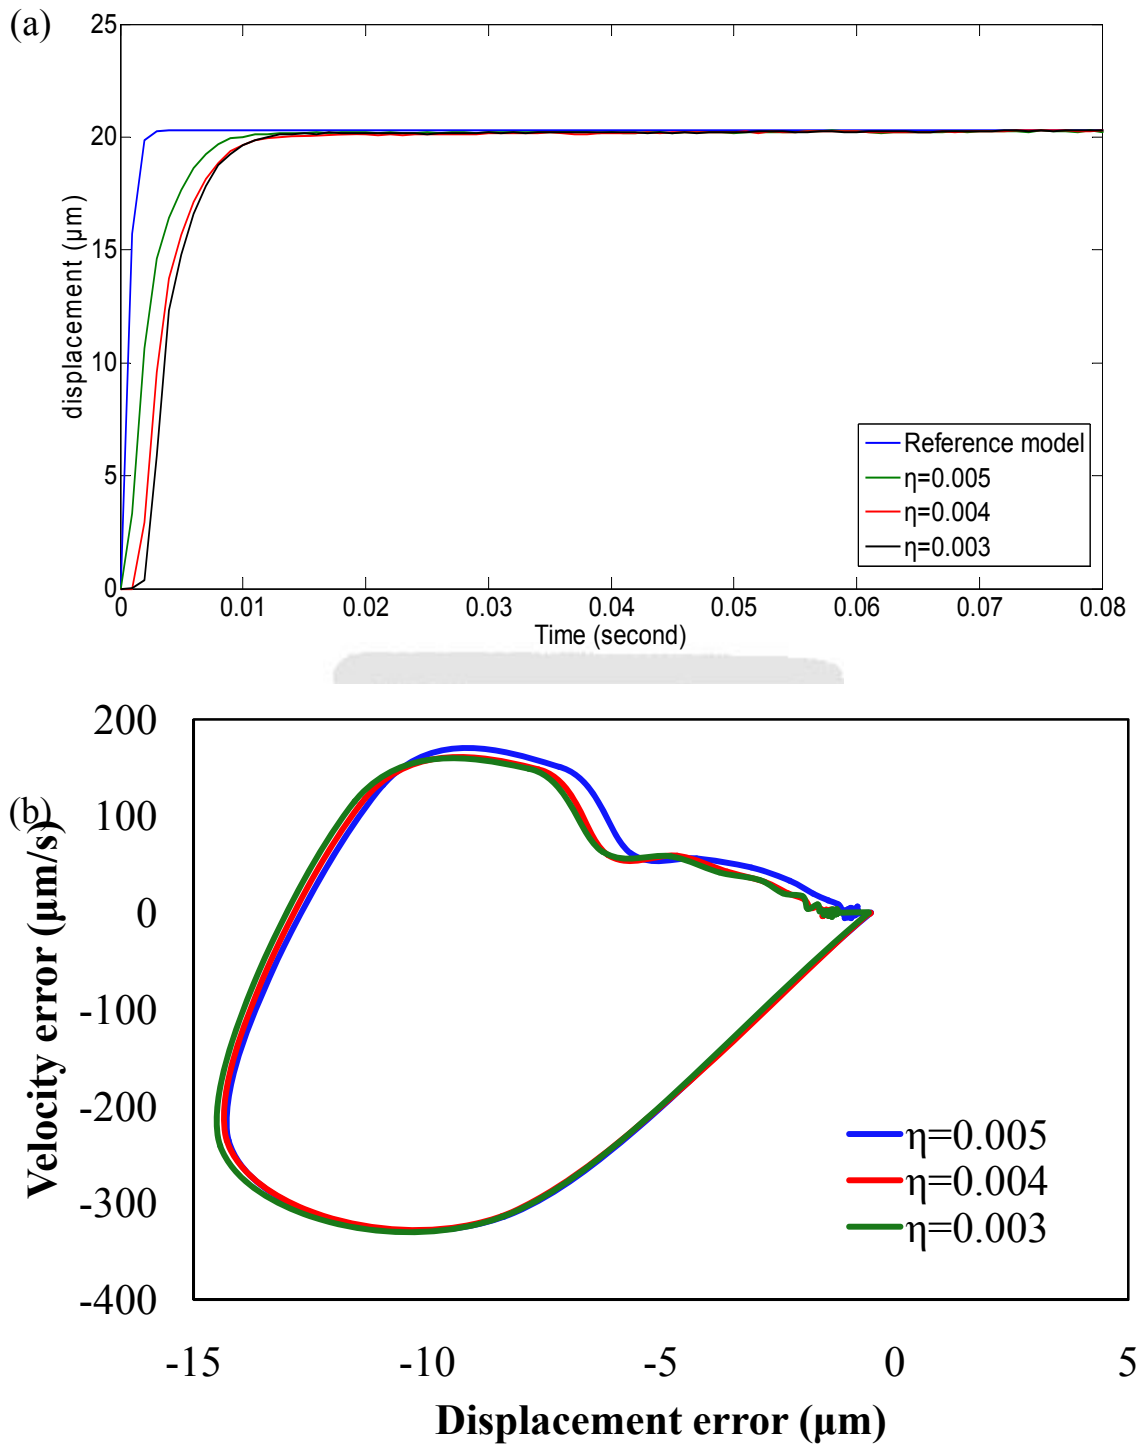 (a)
25
20
15
10
5
0
displacement (μm)
Reference model
η=0.005
η=0.004
η=0.003
0 0.01 0.02 0.03 0.04 0.05 0.06 0.07 0.08
Time (second)
(b)
200
100
0
-100
-200
-300
-400
Velocity error (μm/s)
η=0.005
η=0.004
η=0.003
-15 -10 -5 0 5
Displacement error (μm)